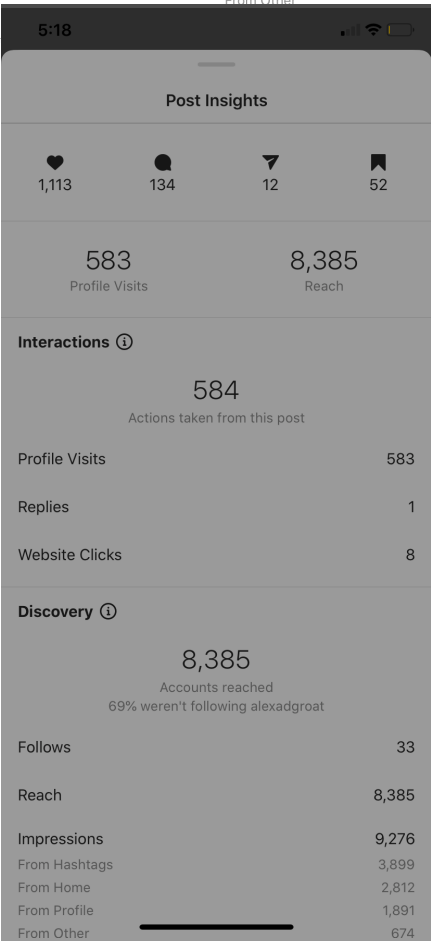 From Other
5:18
Post Insights
1,113 134 12 52
583 8,385
Profile Visits Reach
Interactions
584
Actions taken from this post
Profile Visits 583
Replies 1
Website Clicks 8
Discovery
8,385
Accounts reached
69% weren't following alexadgroat
Follows 33
Reach 8,385
Impressions 9,276
From Hashtags 3,899
From Home 2,812
From Profile 1,891
From Other 674